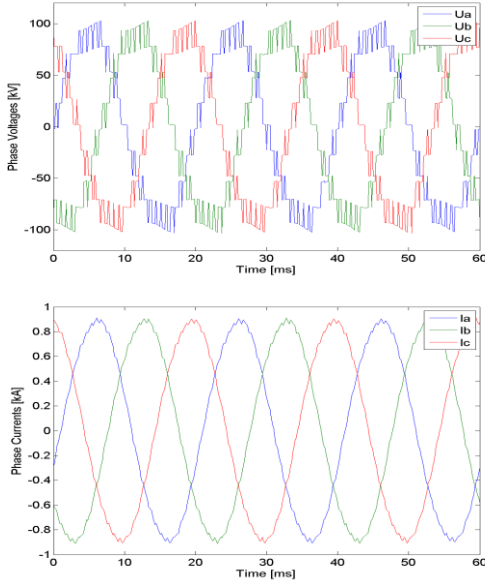 Phase Voltages [kV]
100
50
0
-50
-100
Ua
Ub
Uc
0 10 20 30 40 50 60
Time [ms]
Phase Currents [kA]
1
0.8
0.6
0.4
0.2
0
-0.2
-0.4
-0.6
-0.8
-1
Ia
Ib
Ic
0 10 20 30 40 50 60
Time [ms]